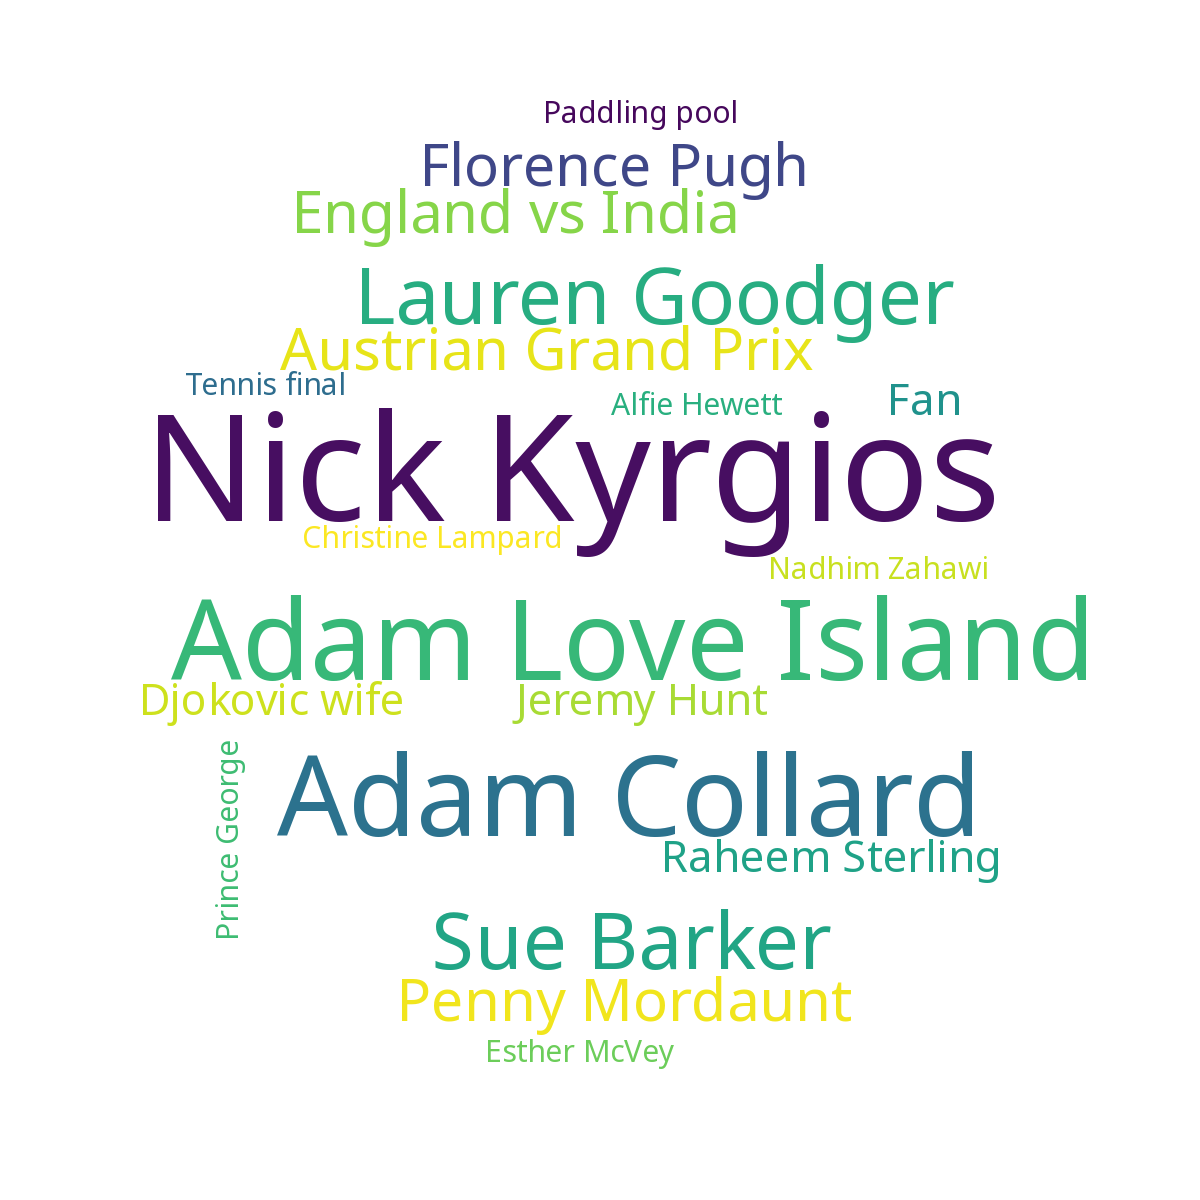 Paddling pool
Florence Pugh
England vs India
Lauren Goodger
Austrian Grand Prix
Tennis final
Alfie Hewett
Fan
Nick Kyrgios
Christine Lampard
Nadhim Zahawi
Adam Love Island
Djokovic wife
Jeremy Hunt
Prince George
Adam Collard
Raheem Sterling
Sue Barker
Penny Mordaunt
Esther McVey